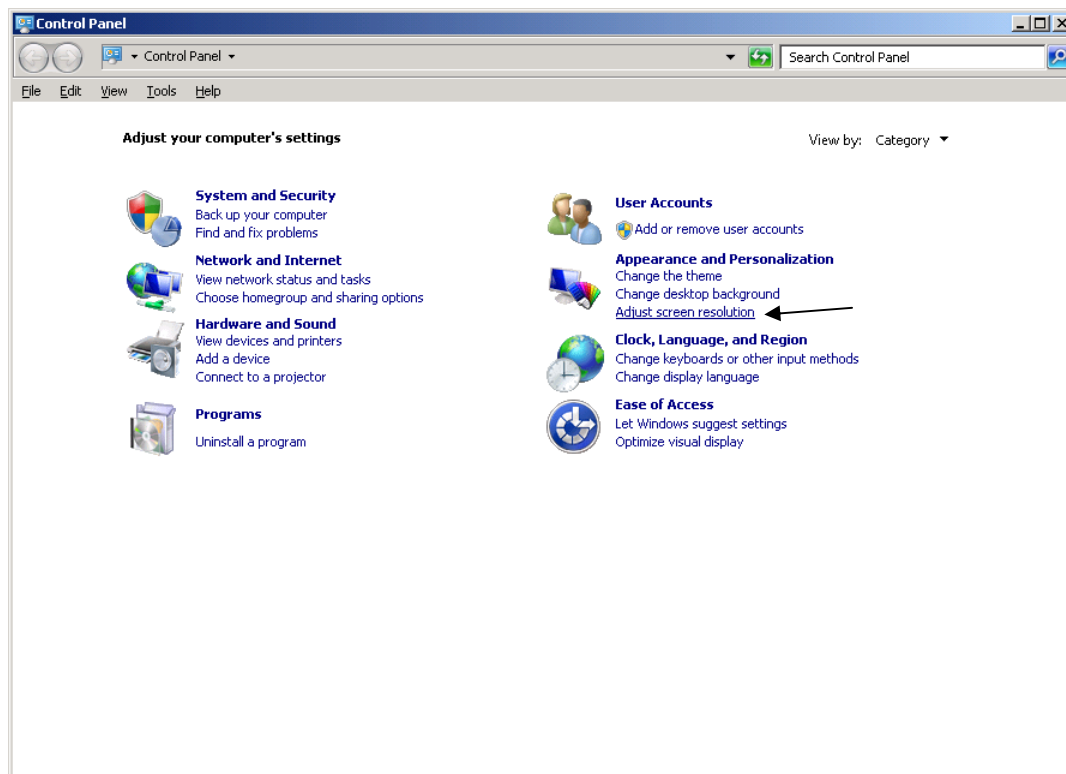 Control Panel
Control Panel
Search Control Panel
File Edit View Tools Help
Adjust your computer's settings
View by: Category
System and Security
Back up your computer
Find and fix problems
Network and Internet
View network status and tasks
Choose homegroup and sharing options
Hardware and Sound
View devices and printers
Add a device
Connect to a projector
Programs
Uninstall a program
User Accounts
Add or remove user accounts
Appearance and Personalization
Change the theme
Change desktop background
Adjust screen resolution
Clock, Language, and Region
Change keyboards or other input methods
Change display language
Ease of Access
Let Windows suggest settings
Optimize visual display